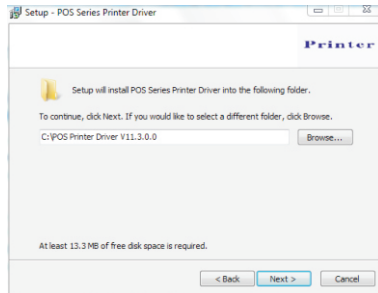 Setup - POS Series Printer Driver
Printer
Setup will install POS Series Printer Driver into the following folder.
To continue, click Next. If you would like to select a different folder, click Browse.
C:\POS Printer Driver V11.3.0.0
Browse...
At least 13.3 MB of free disk space is required.
< Back
Next >
Cancel